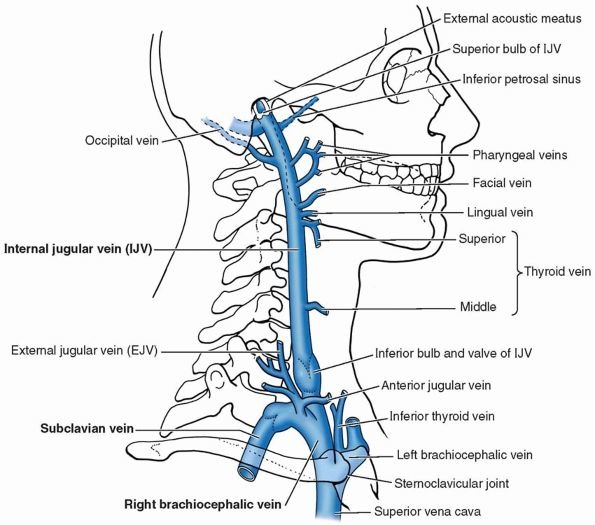 External acoustic meatus
Superior bulb of IJV
Inferior petrosal sinus
Occipital vein
Pharyngeal veins
Facial vein
Lingual vein
Superior
Internal jugular vein (IJV)
Thyroid vein
Middle
External jugular vein (EJV)
Inferior bulb and valve of IJV
Anterior jugular vein
Inferior thyroid vein
Subclavian vein
Left brachiocephalic vein
Sternoclavicular joint
Right brachiocephalic vein
Superior vena cava